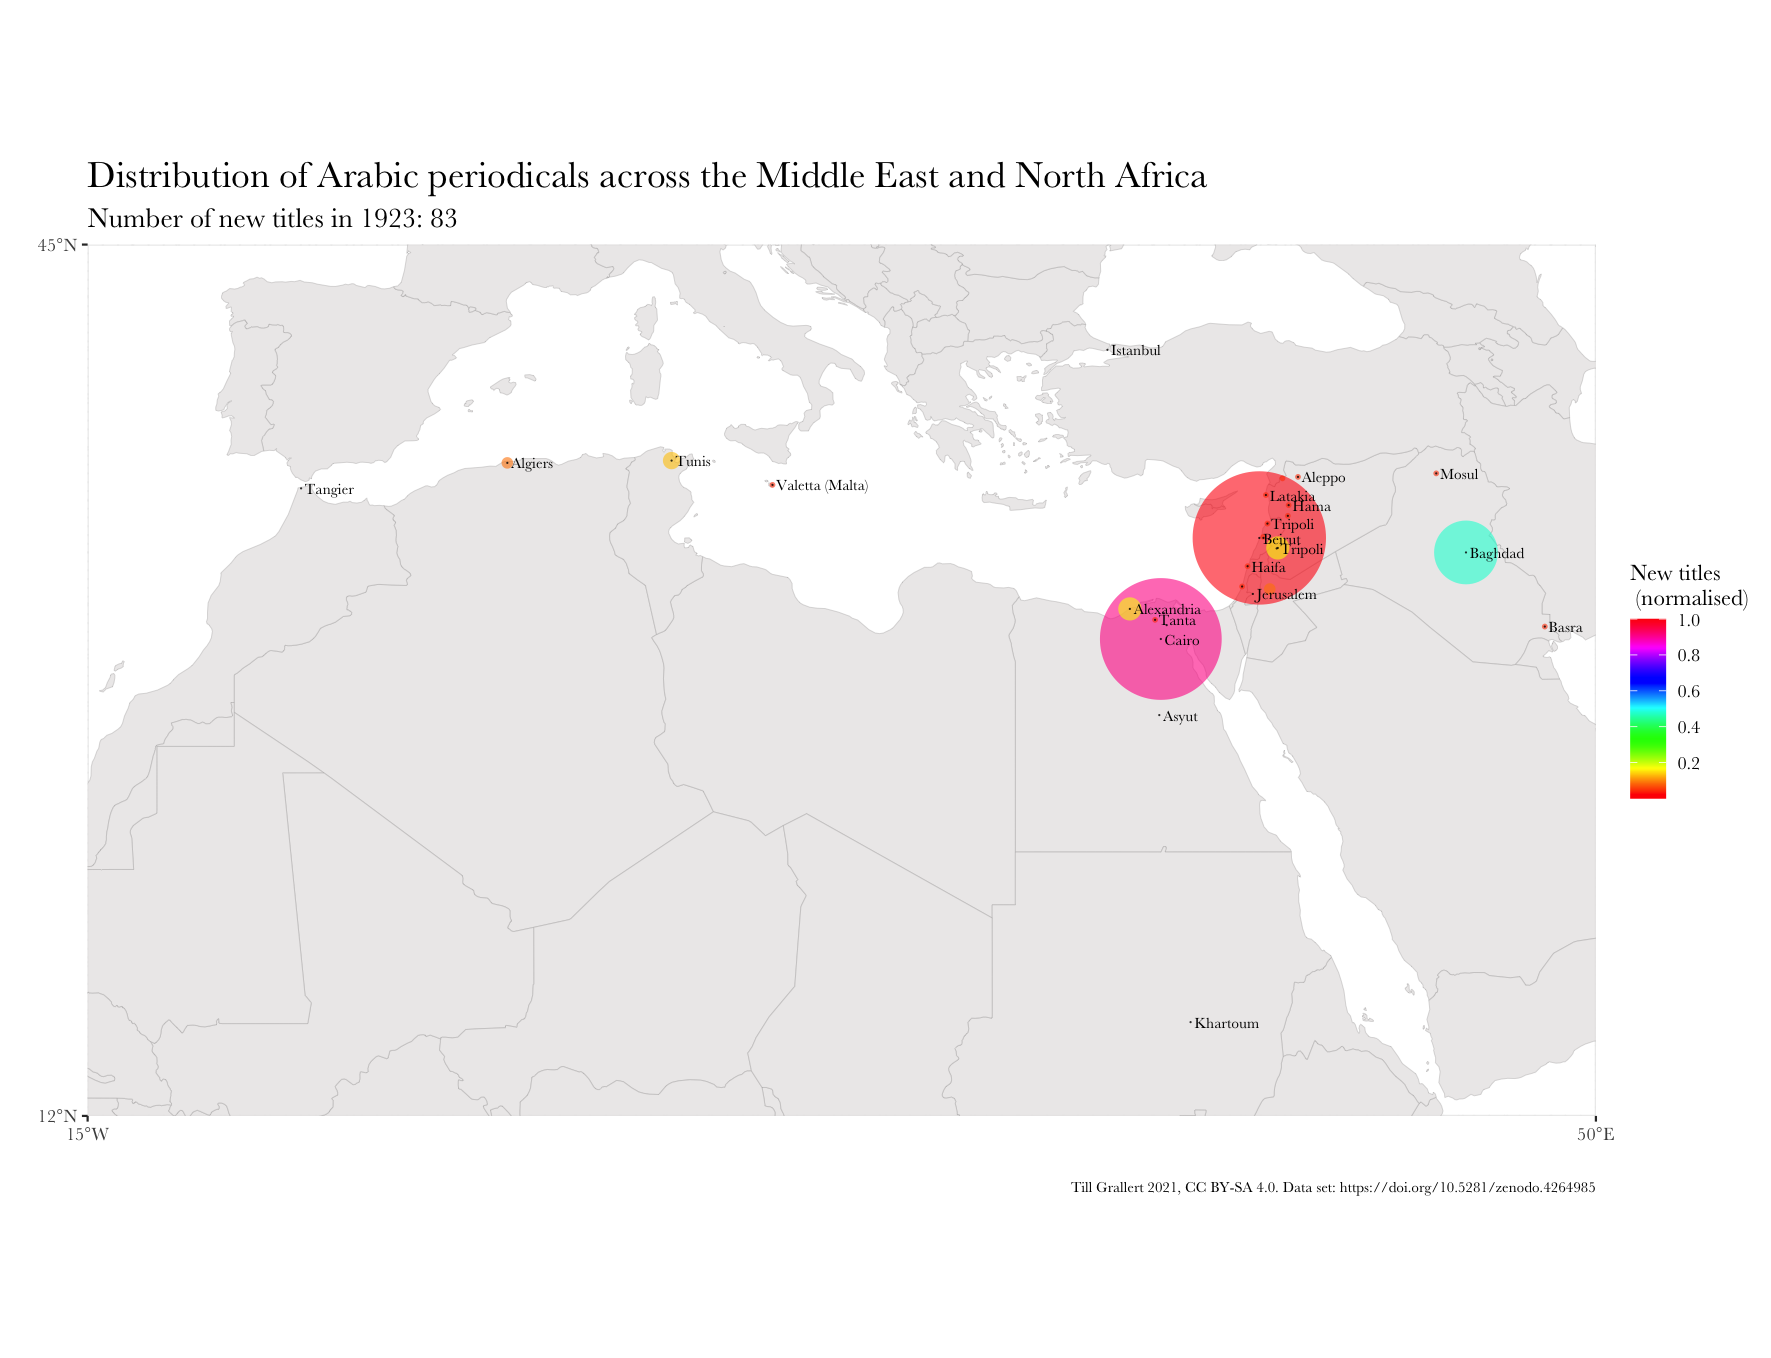 Distribution of Arabic periodicals across the Middle East and North Africa
Number of new titles in 1923: 83
45°N
Istanbul
Algiers
Tunis
Tangier
Valetta (Malta)
Aleppo
Mosul
Latakia
Hama
Tripoli
Beirut
Tripoli
Baghdad
Haifa
Jerusalem
Alexandria
Tanta
Cairo
Basra
Asyut
Khartoum
New titles
(normalised)
1.0
0.8
0.6
0.4
0.2
12°N
15°W
50°E
Till Grallert 2021, CC BY-SA 4.0. Data set: https://doi.org/10.5281/zenodo.4264985